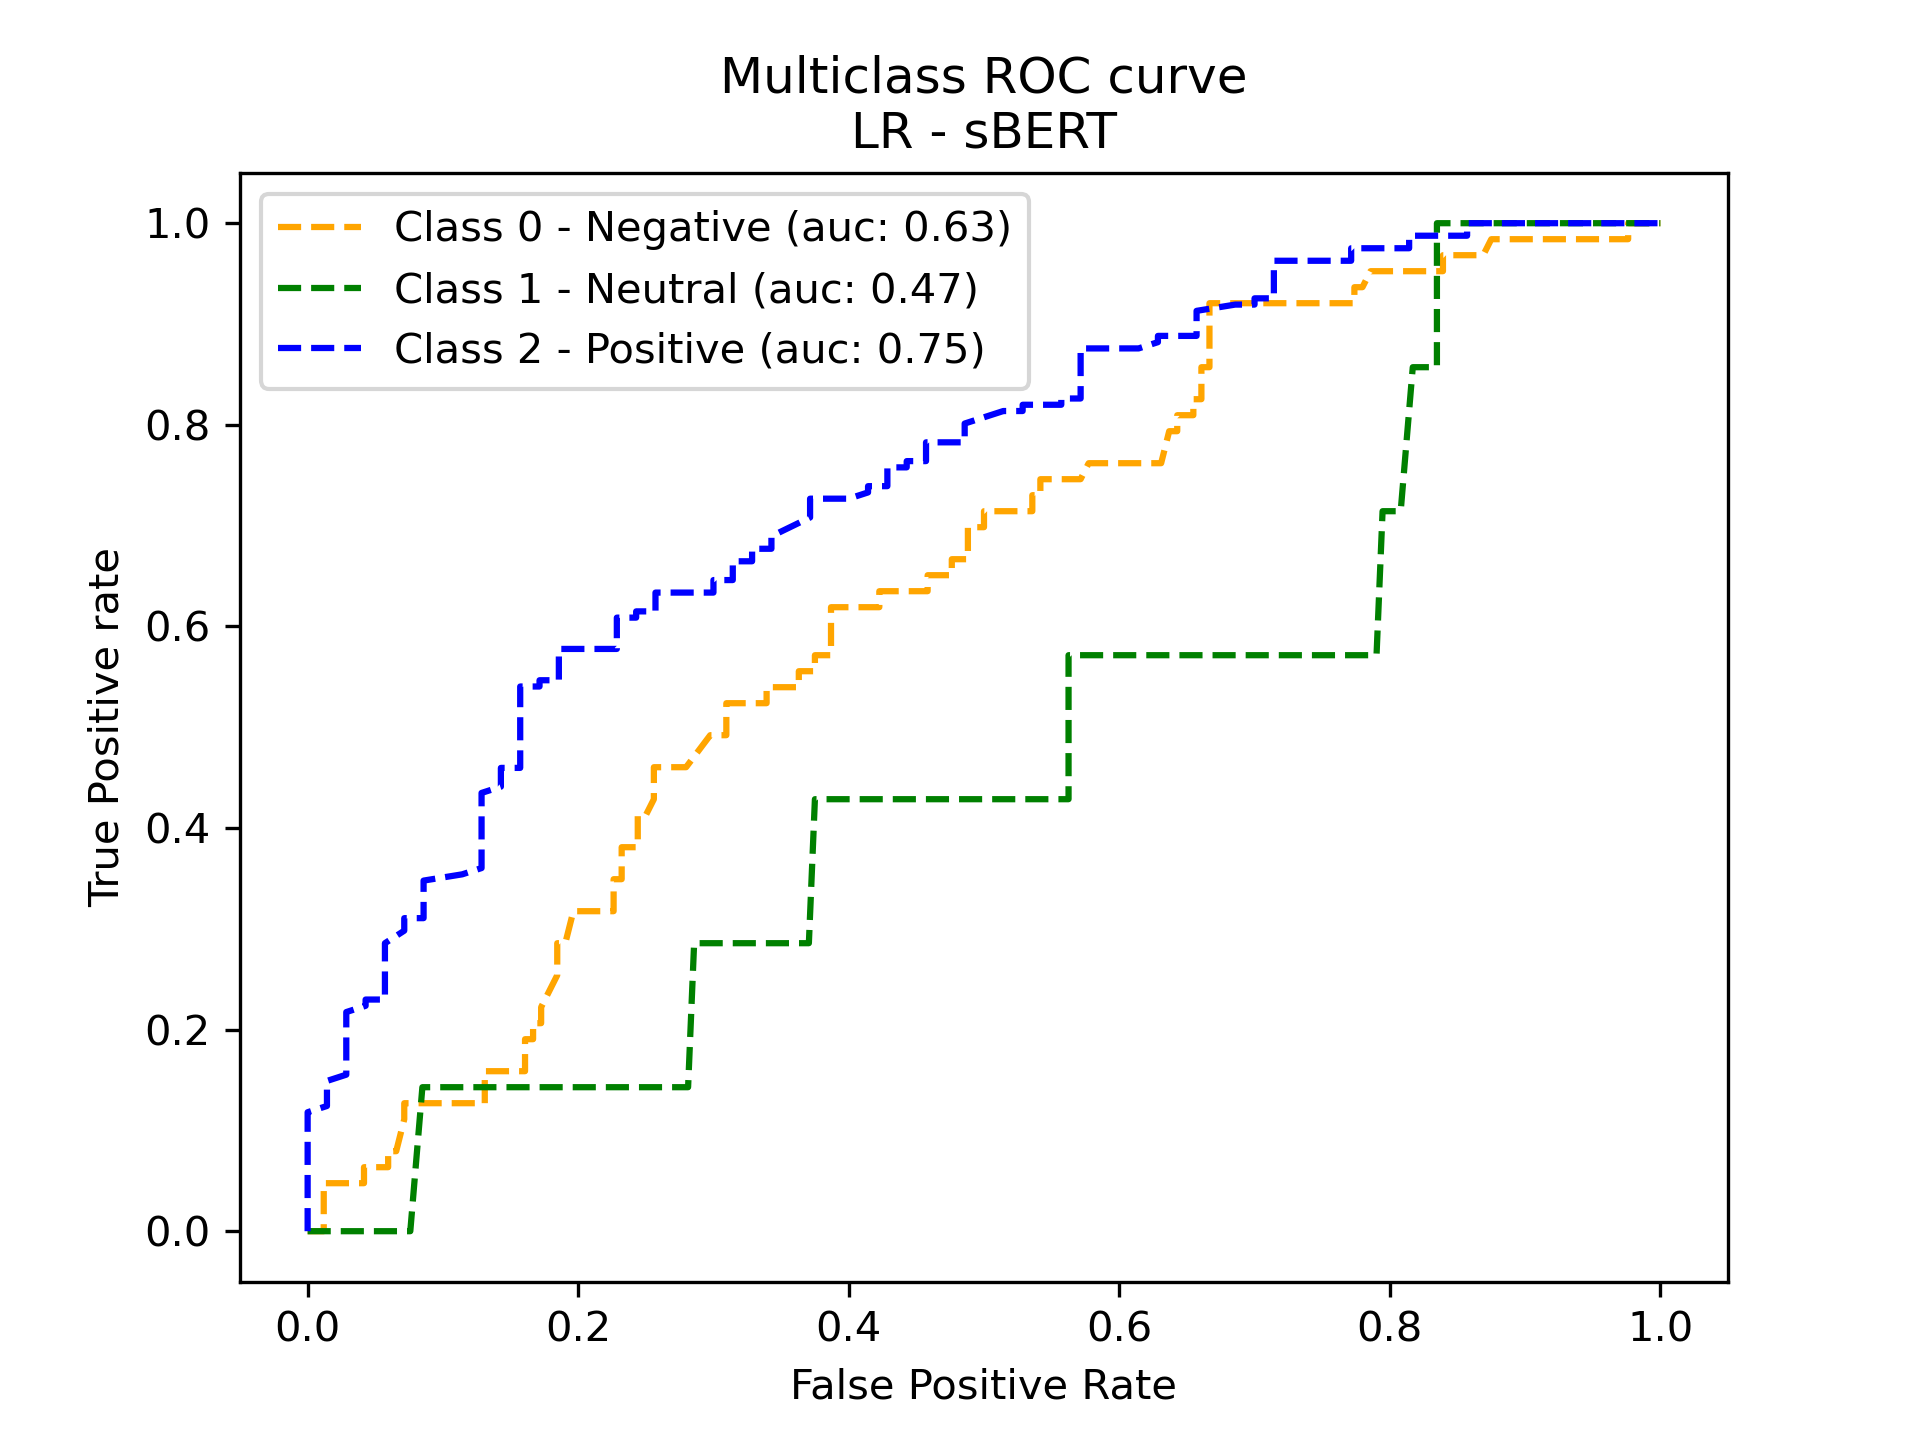 Multiclass ROC curve
LR - sBERT
Class 0 - Negative (auc: 0.63)
Class 1 - Neutral (auc: 0.47)
Class 2 - Positive (auc: 0.75)
True Positive rate
1.0
0.8
0.6
0.4
0.2
0.0
0.0 0.2 0.4 0.6 0.8 1.0
False Positive Rate